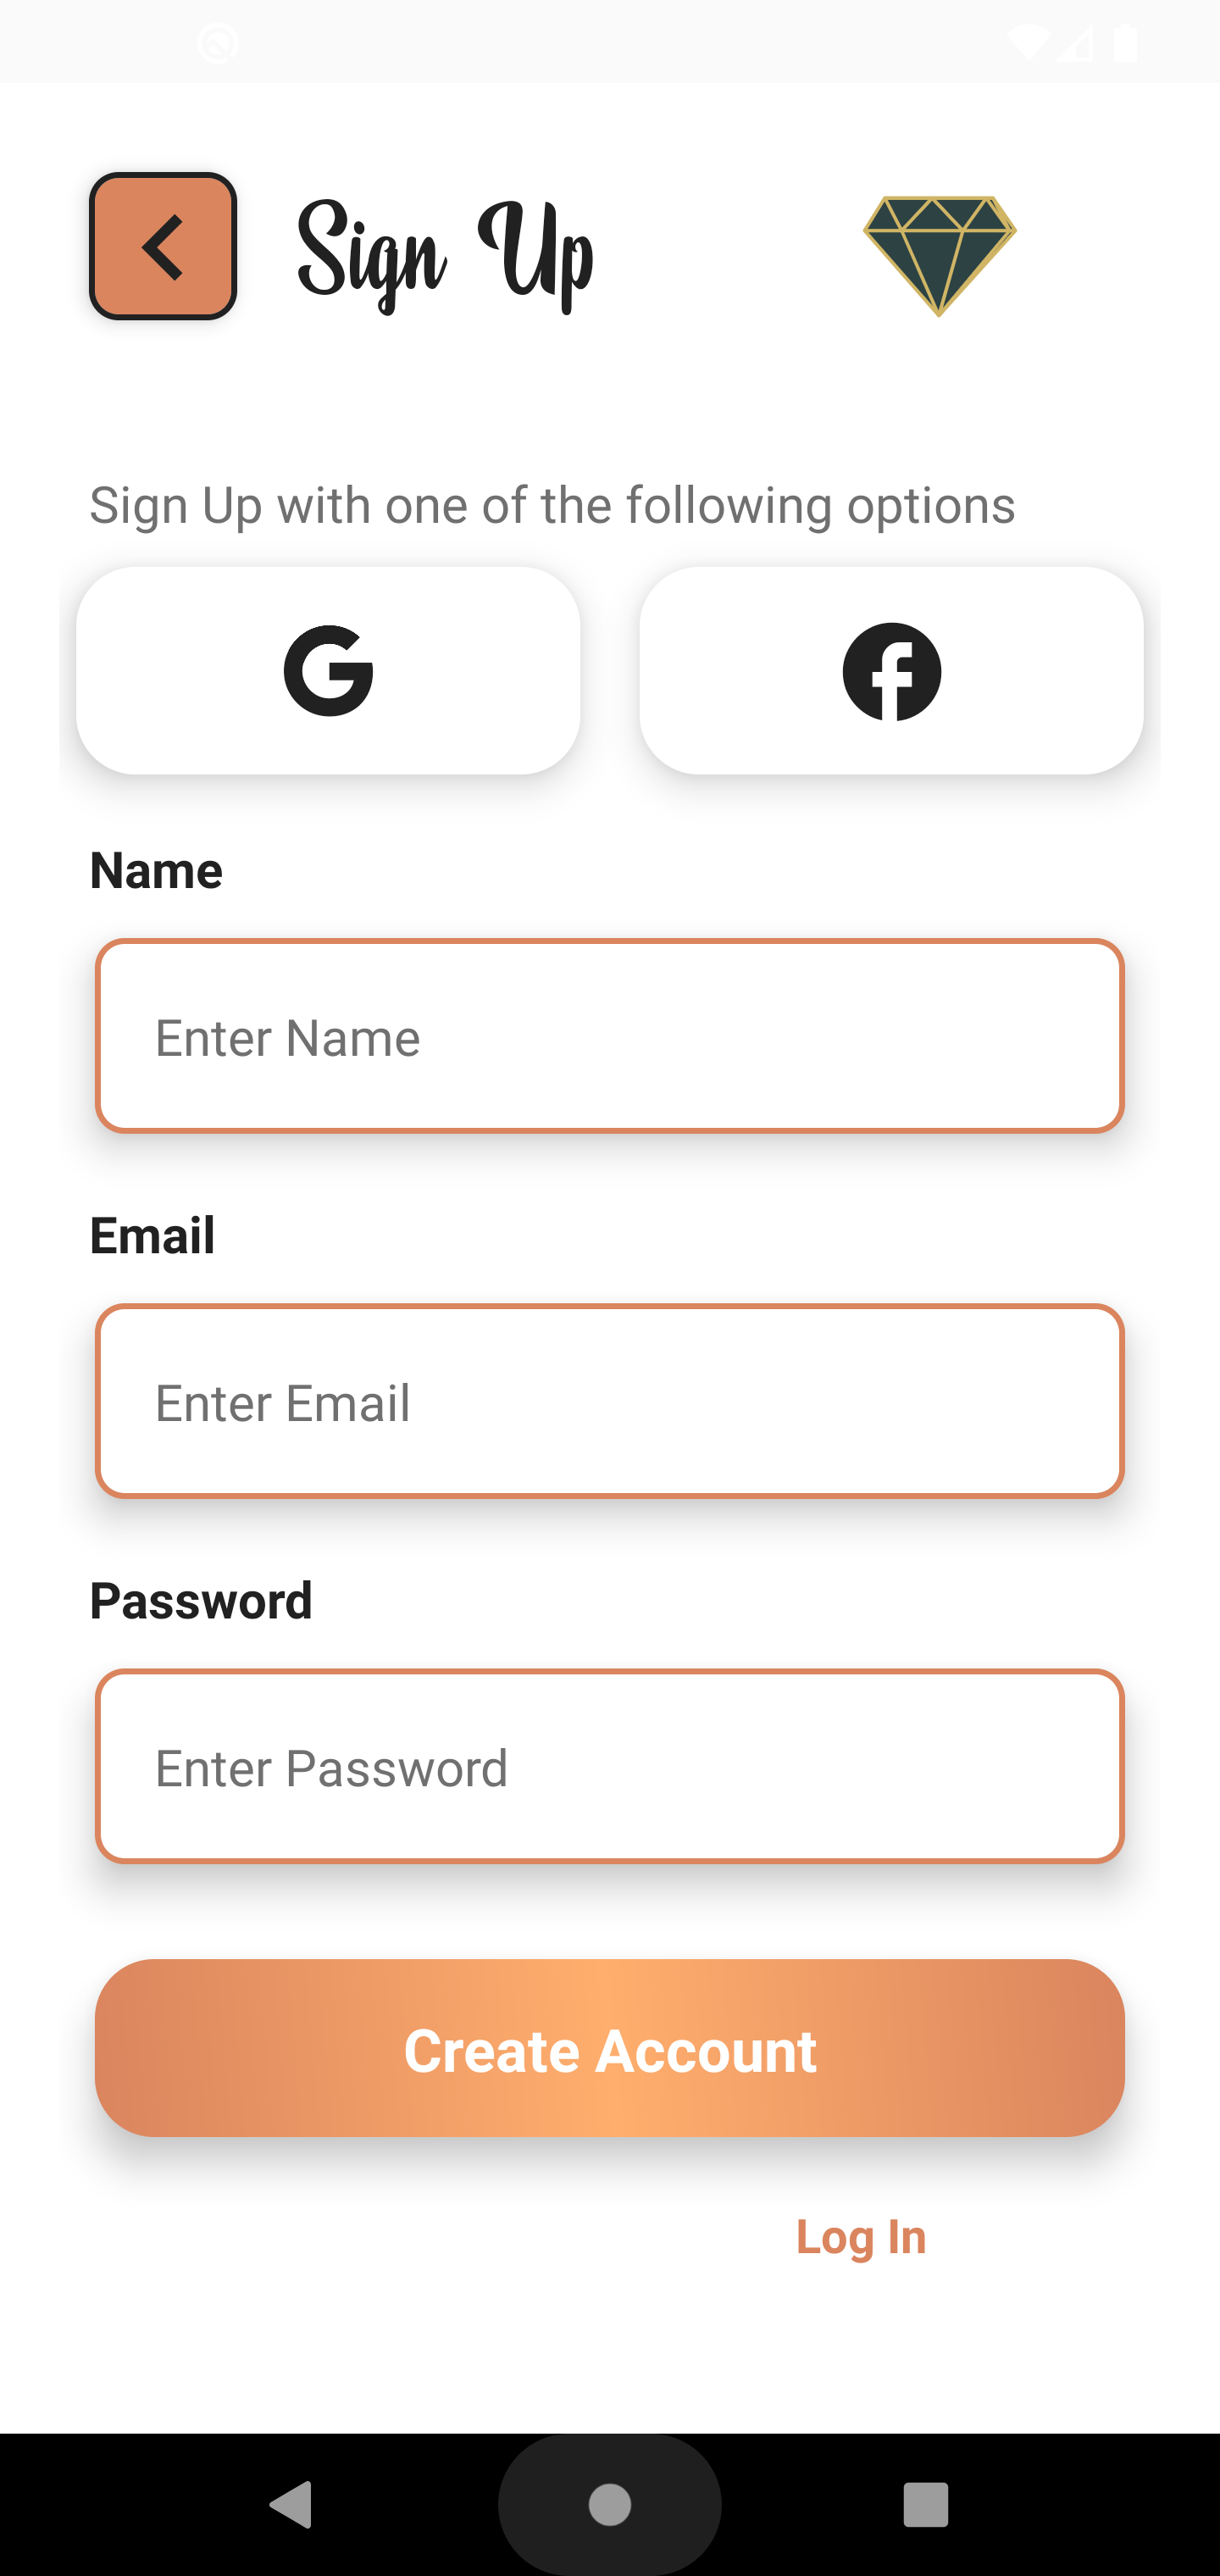 Sign Up
Sign Up with one of the following options
Name
Enter Name
Email
Enter Email
Password
Enter Password
Create Account
Log In